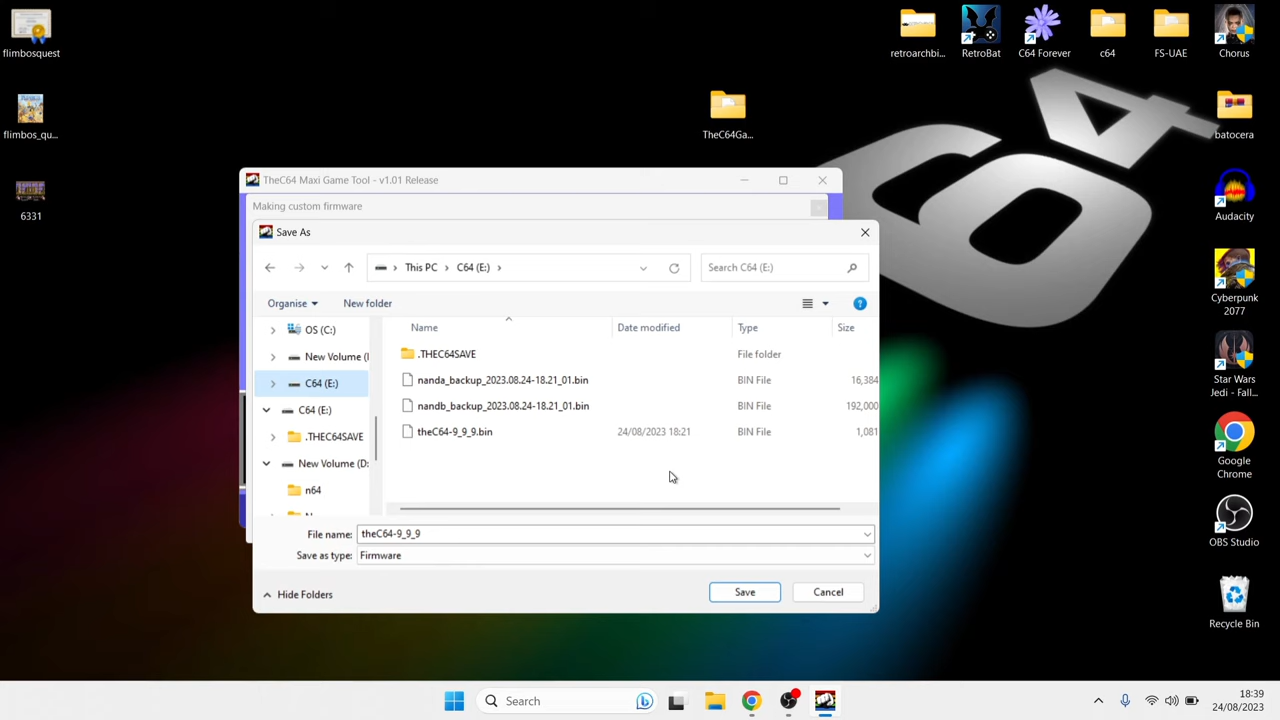 flimbosquest
flimbos_qu...
6331
retroarchbi...
RetroBat
C64 Forever
c64
FS-UAE
Chorus
TheC64Ga...
batocera
Audacity
Cyberpunk
2077
Star Wars
Jedi - Fall...
Google
Chrome
OBS Studio
Recycle Bin
64
TheC64 Maxi Game Tool - v1.01 Release
Making custom firmware
Save As
This PC > C64 (E:) >
Search C64 (E:)
Organise
New folder
OS (C:)
New Volume (I
C64 (E:)
C64 (E:)
.THEC64SAVE
New Volume (D:
n64
Name Date modified Type Size
.THEC64SAVE File folder
nanda_backup_2023.08.24-18.21_01.bin BIN File 16,384
nandb_backup_2023.08.24-18.21_01.bin BIN File 192,000
theC64-9_9_9.bin 24/08/2023 18:21 BIN File 1,081
File name: theC64-9_9_9
Save as type: Firmware
Hide Folders
Save
Cancel
Search
18:39
24/08/2023